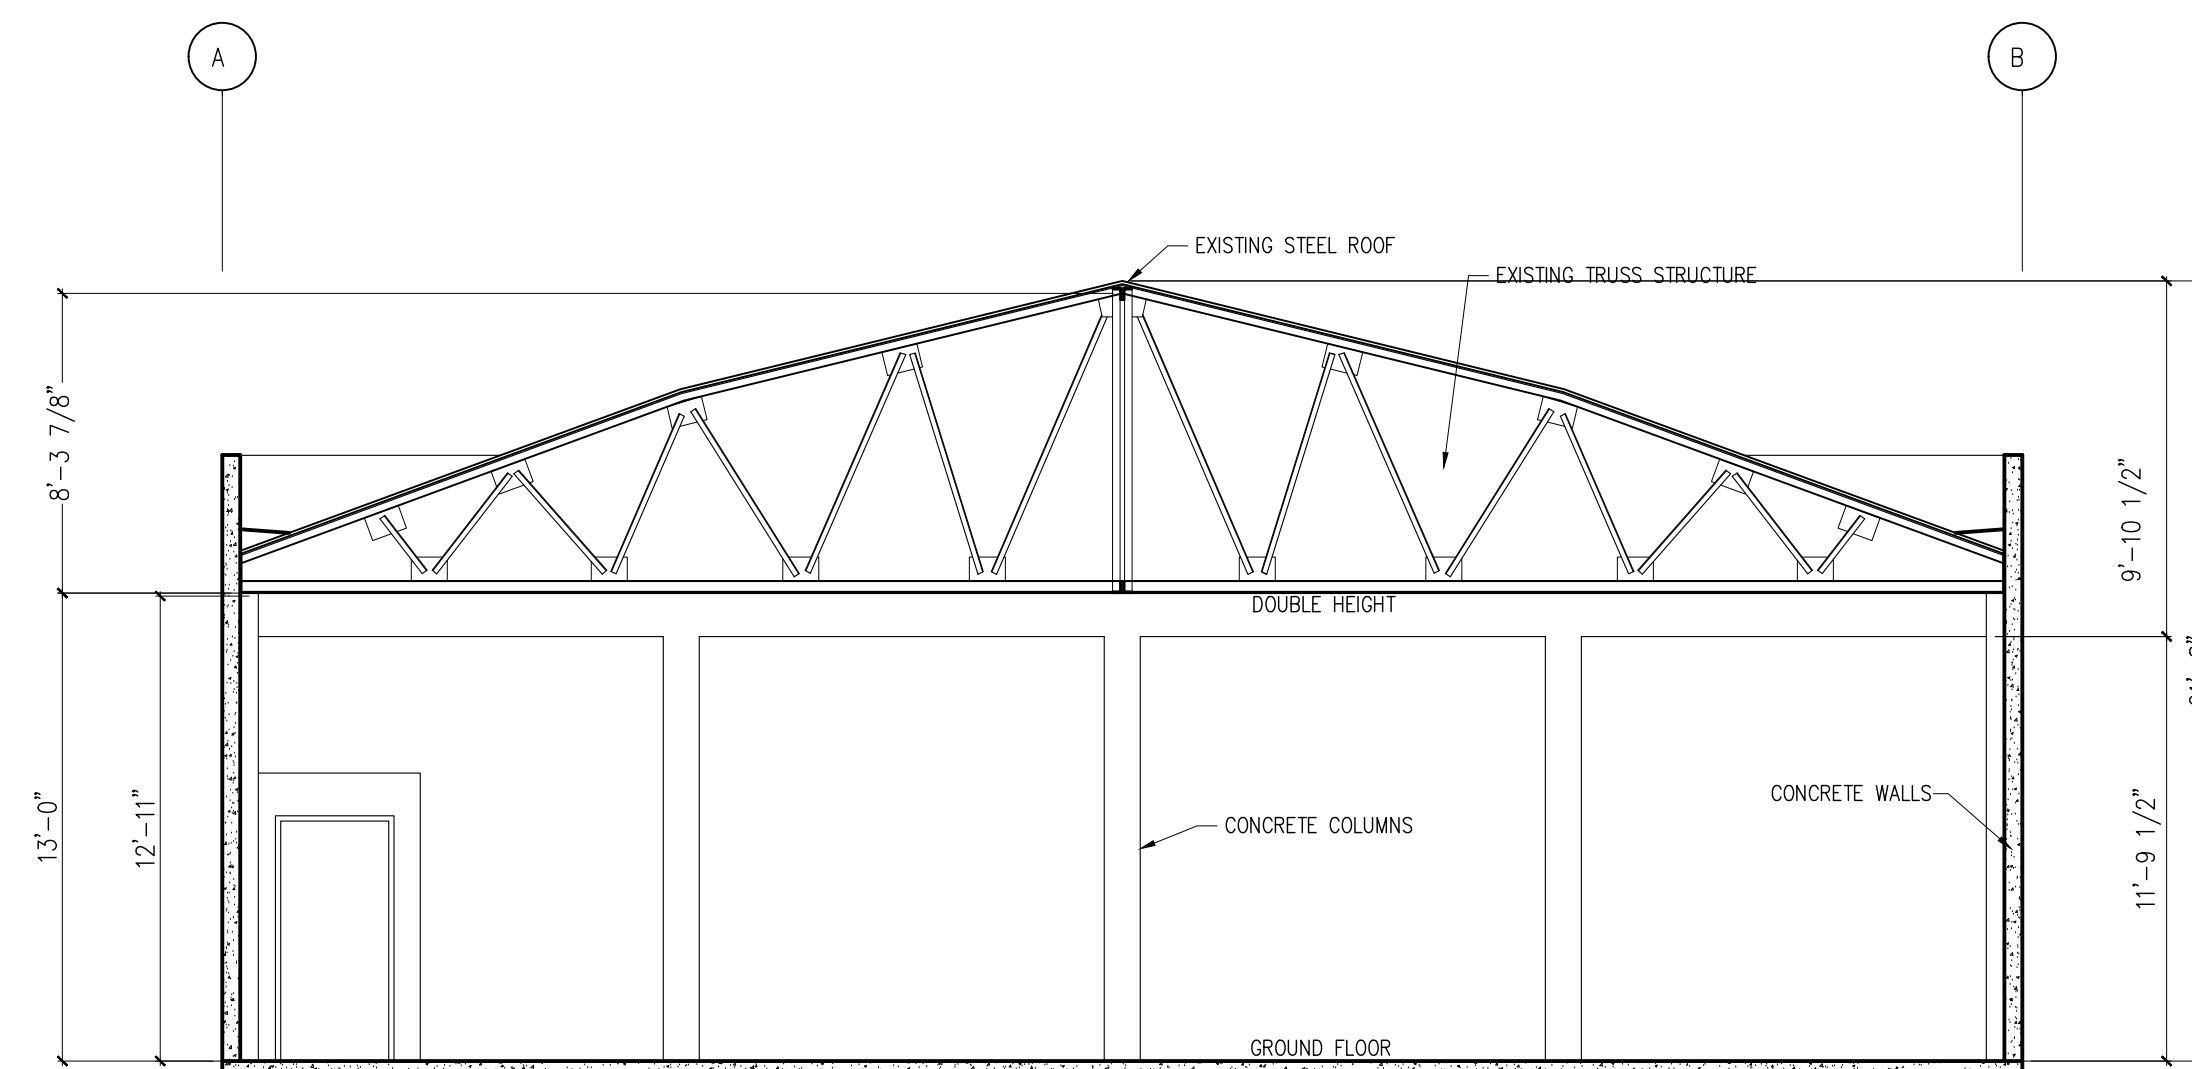 A
B
EXISTING STEEL ROOF
EXISTING TRUSS STRUCTURE
8'-3 7/8"
9'-10 1/2"
DOUBLE HEIGHT
13'-0"
12'-11"
CONCRETE WALLS
CONCRETE COLUMNS
11'-9 1/2"
GROUND FLOOR